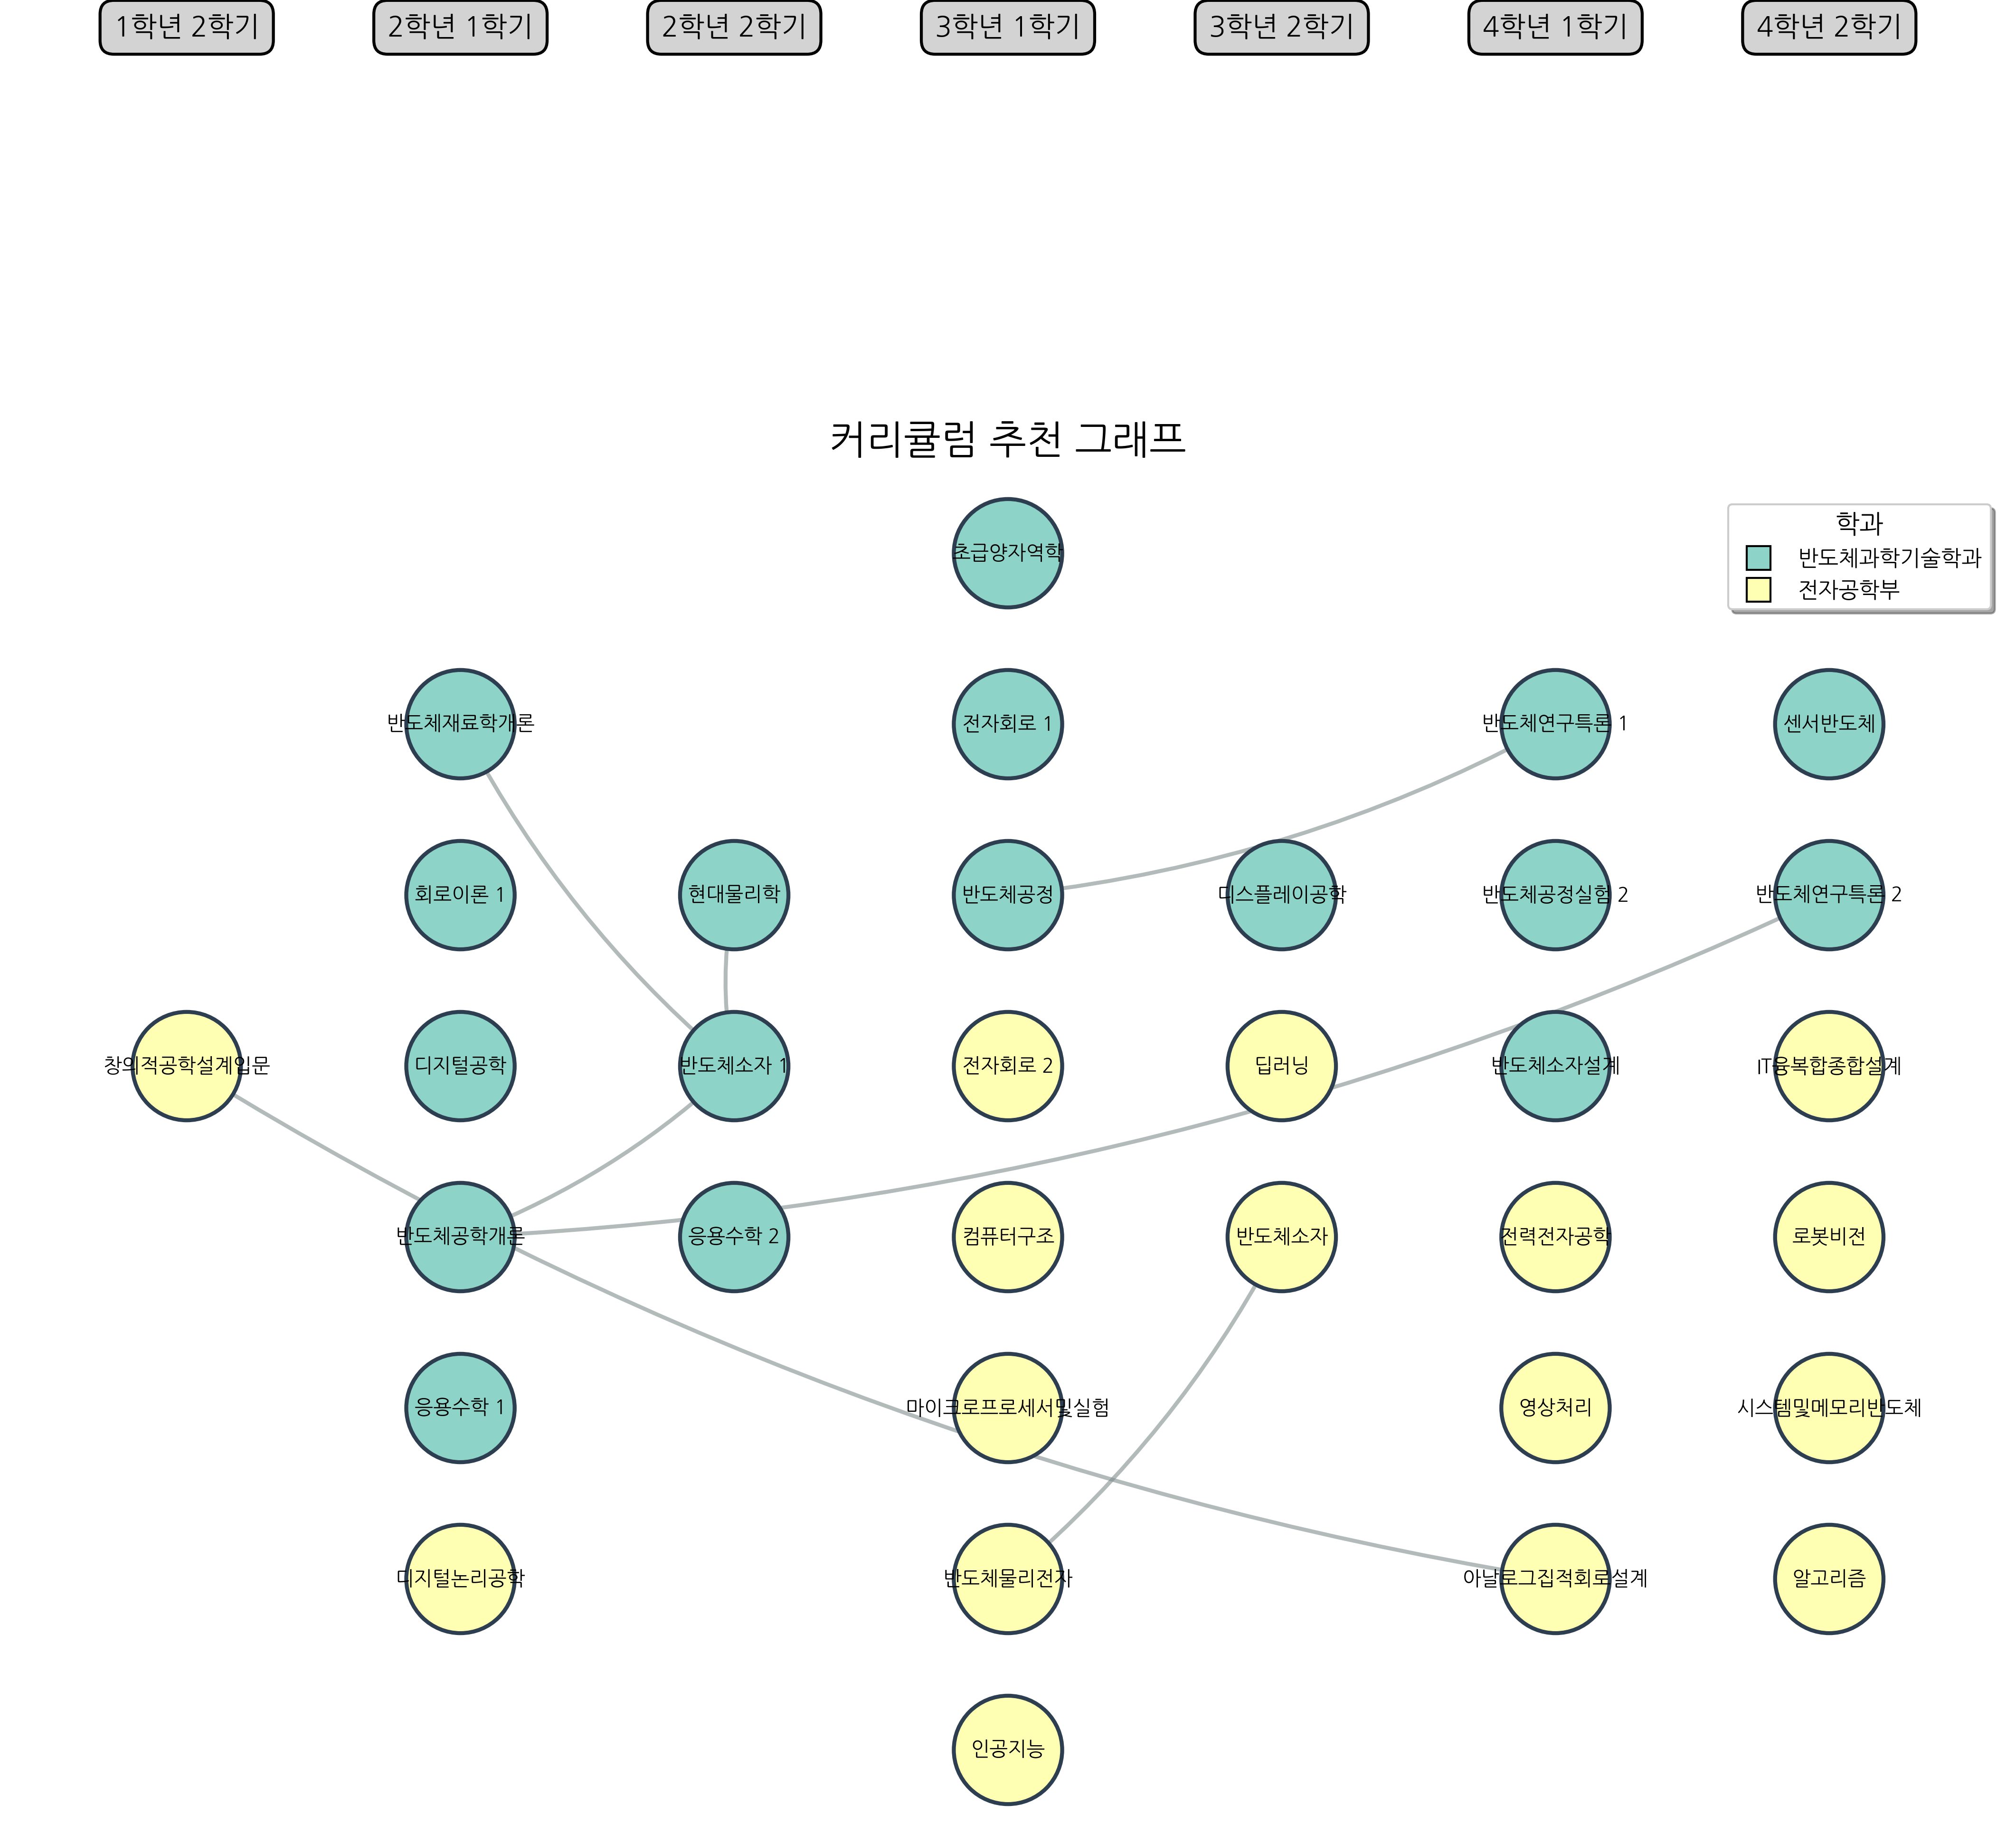 1학년 2학기
2학년 1학기
2학년 2학기
3학년 1학기
3학년 2학기
4학년 1학기
4학년 2학기
커리큘럼 추천 그래프
학과
반도체과학기술학과
전자공학부
초급양자역학
반도체재료학개론
전자회로 1
반도체연구특론 1
센서반도체
회로이론 1
현대물리학
반도체공정
디스플레이공학
반도체공정실험 2
반도체연구특론 2
창의적공학설계입문
디지털공학
반도체소자 1
전자회로 2
딥러닝
반도체소자설계
IT융복합종합설계
반도체공학개론
응용수학 2
컴퓨터구조
반도체소자
전력전자공학
로봇비전
응용수학 1
마이크로프로세서및실험
영상처리
시스템및메모리반도체
디지털논리공학
반도체물리전자
아날로그집적회로설계
알고리즘
인공지능